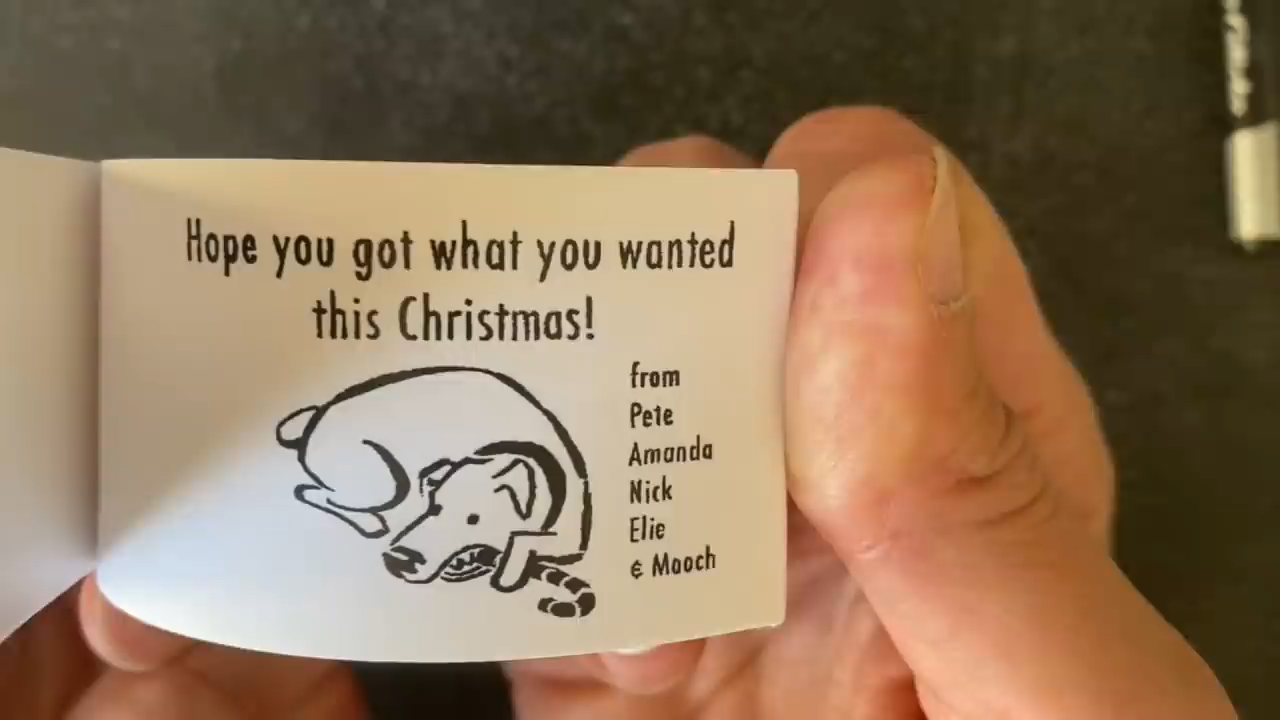 Hope you got what you wanted
this Christmas!
from
Pete
Amanda
Nick
Elie
& Mooch